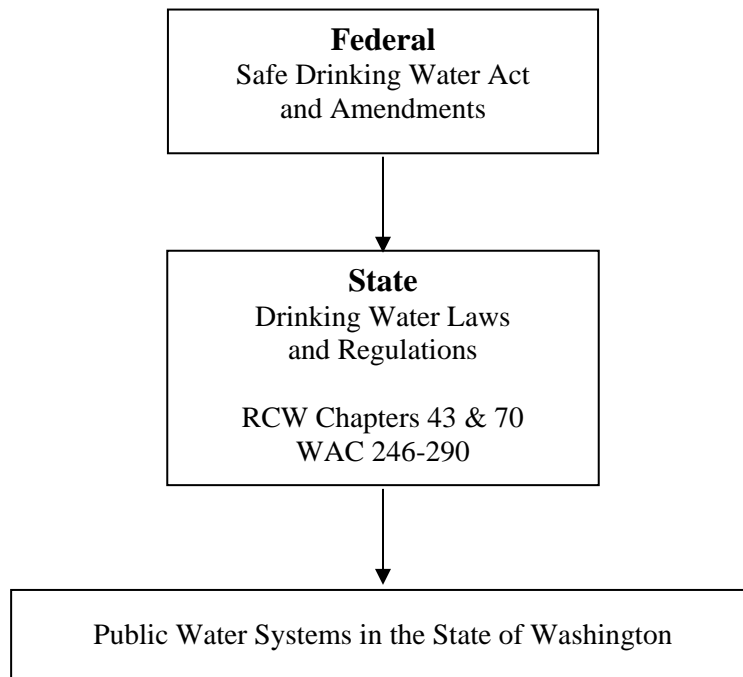 Federal
Safe Drinking Water Act
and Amendments
State
Drinking Water Laws
and Regulations
RCW Chapters 43 & 70
WAC 246-290
Public Water Systems in the State of Washington